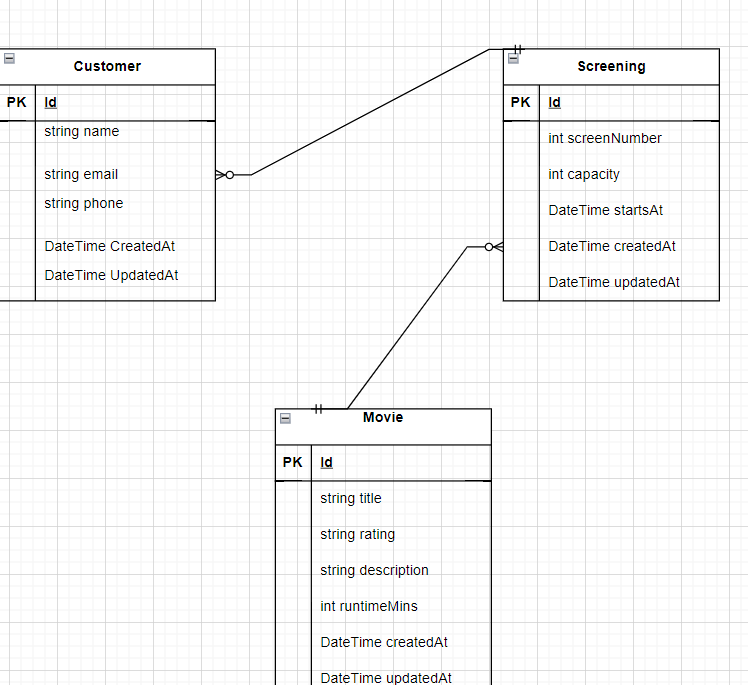 Customer
PK Id
string name
string email
string phone
DateTime CreatedAt
DateTime UpdatedAt
Screening
PK Id
int screenNumber
int capacity
DateTime startsAt
DateTime createdAt
DateTime updatedAt
Movie
PK Id
string title
string rating
string description
int runtimeMins
DateTime createdAt
DateTime updatedAt